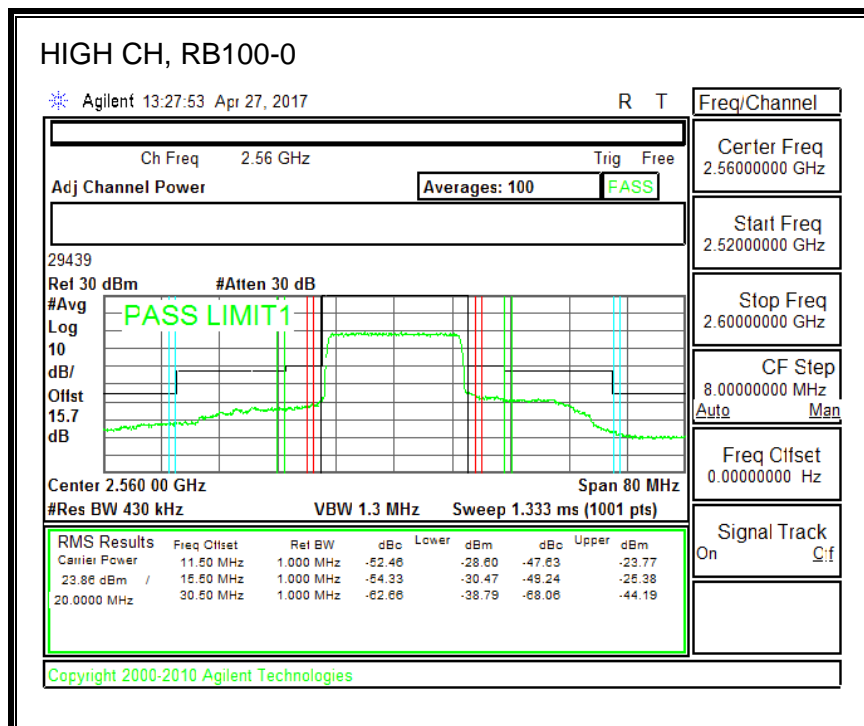 HIGH CH, RB100-0
Agilent 13:27:53 Apr 27, 2017 R T
Freq/Channel
Ch Freq 2.56 GHz Trig Free
Adj Channel Power Averages: 100 PASS
Center Freq
2.56000000 GHz
Start Freq
2.52000000 GHz
29439
Ref 30 dBm #Atten 30 dB
#Avg
Log
10
dB/
Offst
15.7
dB
PASS LIMIT1
Stop Freq
2.60000000 GHz
CF Step
8.00000000 MHz
Auto Man
Freq Offset
0.00000000 Hz
Center 2.560 00 GHz Span 80 MHz
#Res BW 430 kHz VBW 1.3 MHz Sweep 1.333 ms (1001 pts)
Signal Track
On Off
RMS Results Freq Offset Ref BW dBc Lower dBm dBc Upper dBm
Carrier Power 11.50 MHz 1.000 MHz -52.46 -28.60 -47.63 -23.77
23.86 dBm / 15.50 MHz 1.000 MHz -54.33 -30.47 -49.24 -25.38
20.0000 MHz 30.50 MHz 1.000 MHz -62.66 -38.79 -68.06 -44.19
Copyright 2000-2010 Agilent Technologies